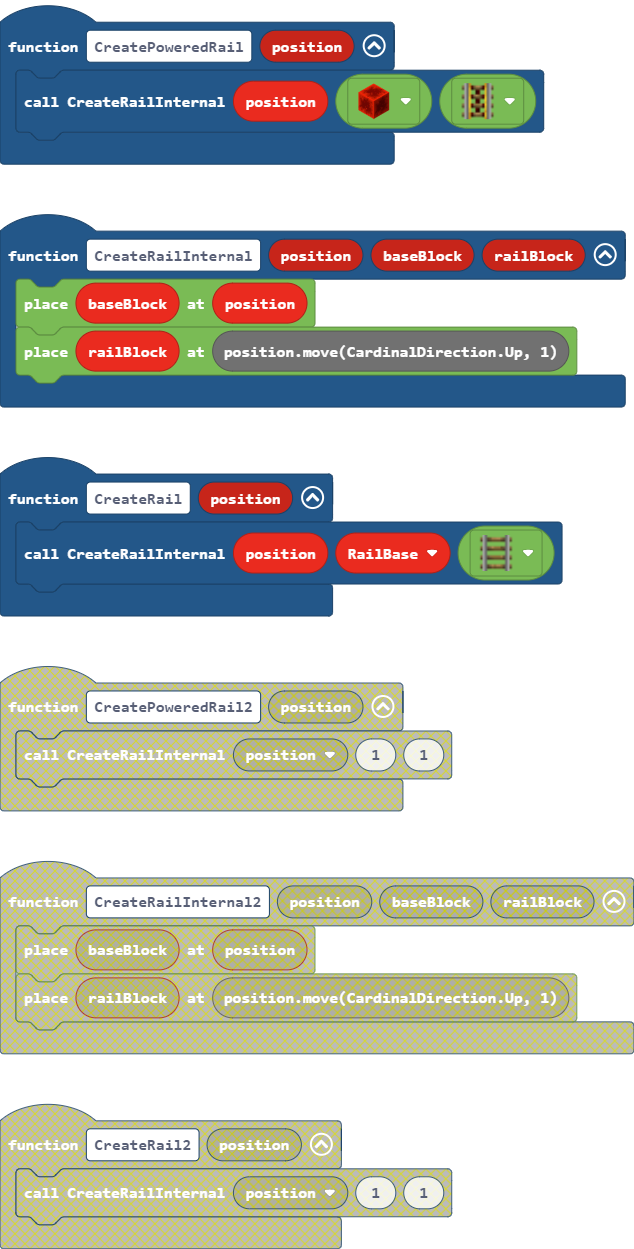 function CreatePoweredRail position
call CreateRailInternal position
function CreateRailInternal position baseBlock railBlock
place baseBlock at position
place railBlock at position.move(CardinalDirection.Up, 1)
function CreateRail position
call CreateRailInternal position RailBase
function CreatePoweredRail2 position
call CreateRailInternal position 1 1
function CreateRailInternal2 position baseBlock railBlock
place baseBlock at position
place railBlock at position.move(CardinalDirection.Up, 1)
function CreateRail2 position
call CreateRailInternal position 1 1